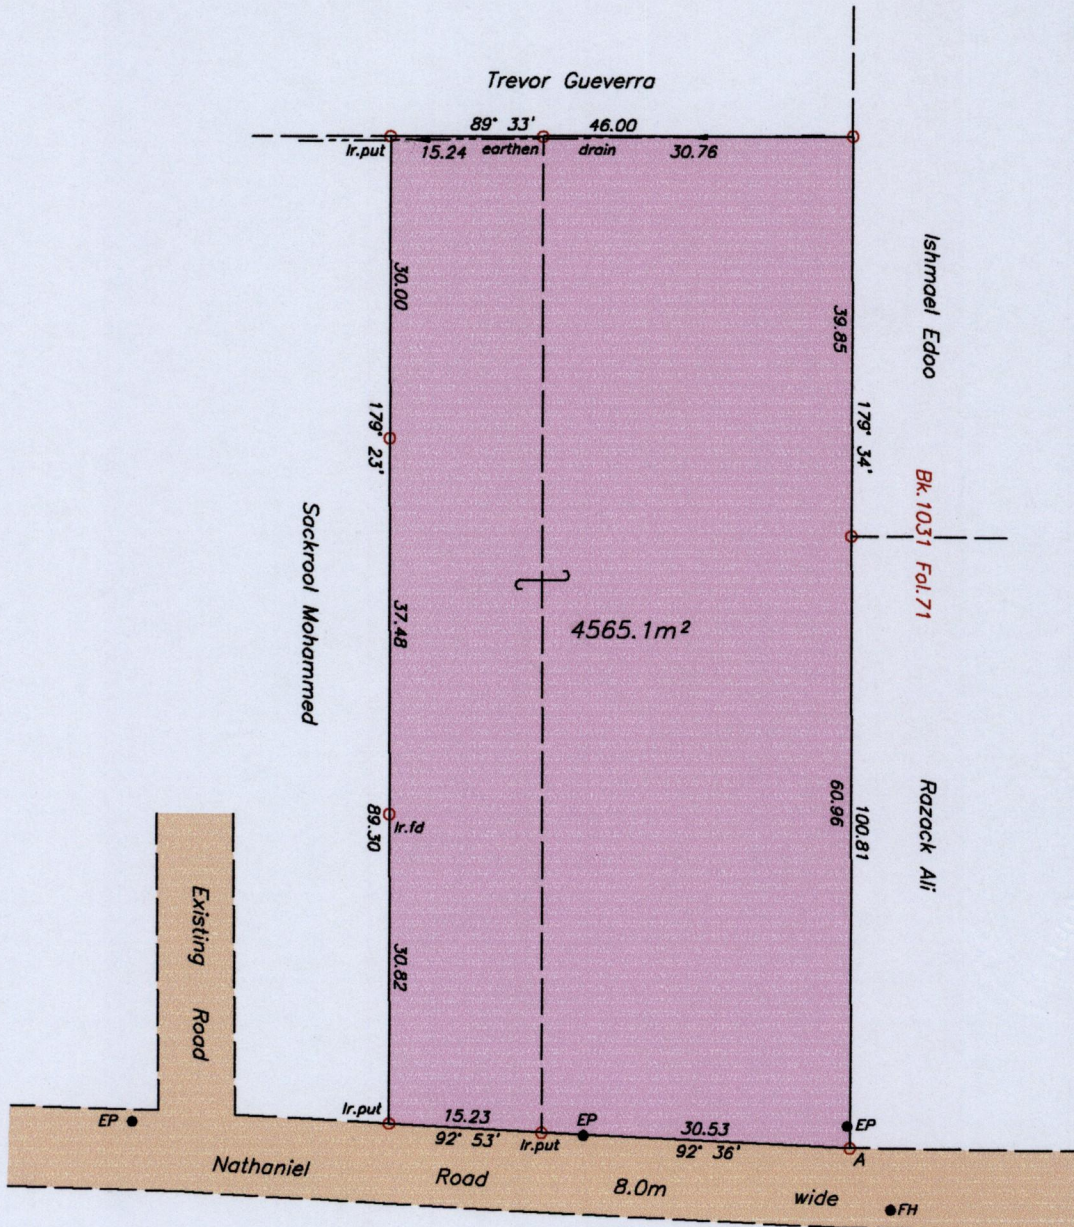 Trevor Gueverra
89° 33' 46.00
Ir.put 15.24 earthen drain 30.76
30.00
179° 23'
37.48
89.30
Ir.fd
30.82
Sackrool Mohammed
39.85
179° 34'
60.96
100.81
Ishmael Edoo
Bk.1031 Fol.71
Razack Ali
4565.1m²
Existing Road
EP
Ir.put
15.23
92° 53'
Ir.put
EP
30.53
92° 36'
EP
A
Nathaniel Road 8.0m wide
FH